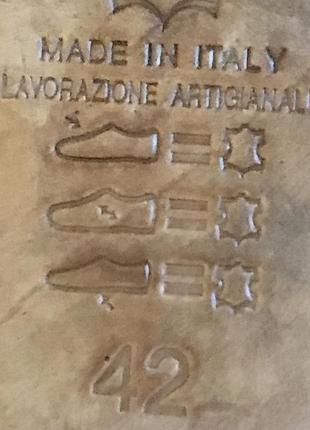 MADE IN ITALY
LAVORAZIONE ARTIGIANALE
42